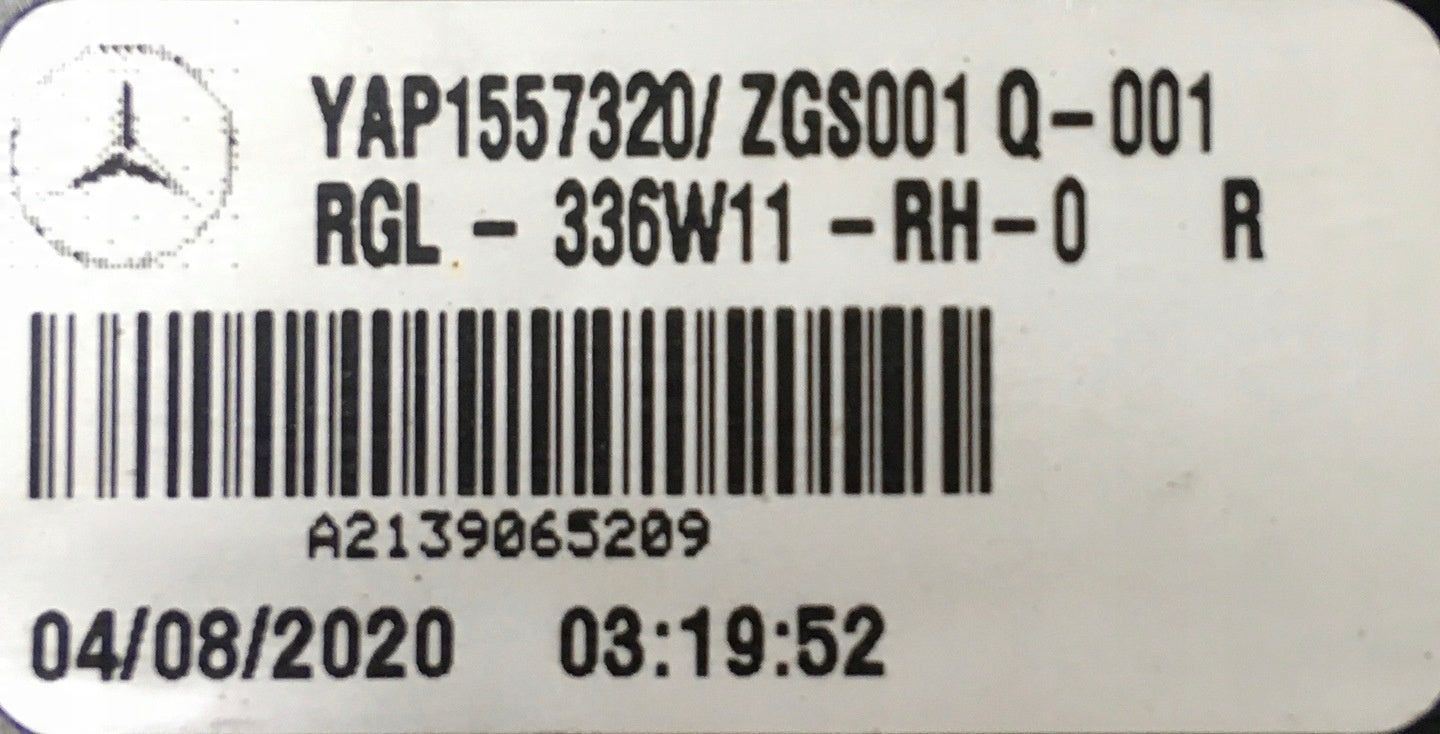 YAP1557320/ ZGS001 Q-001
RGL - 336W11 -RH-0 R
A2139065209
04/08/2020 03:19:52